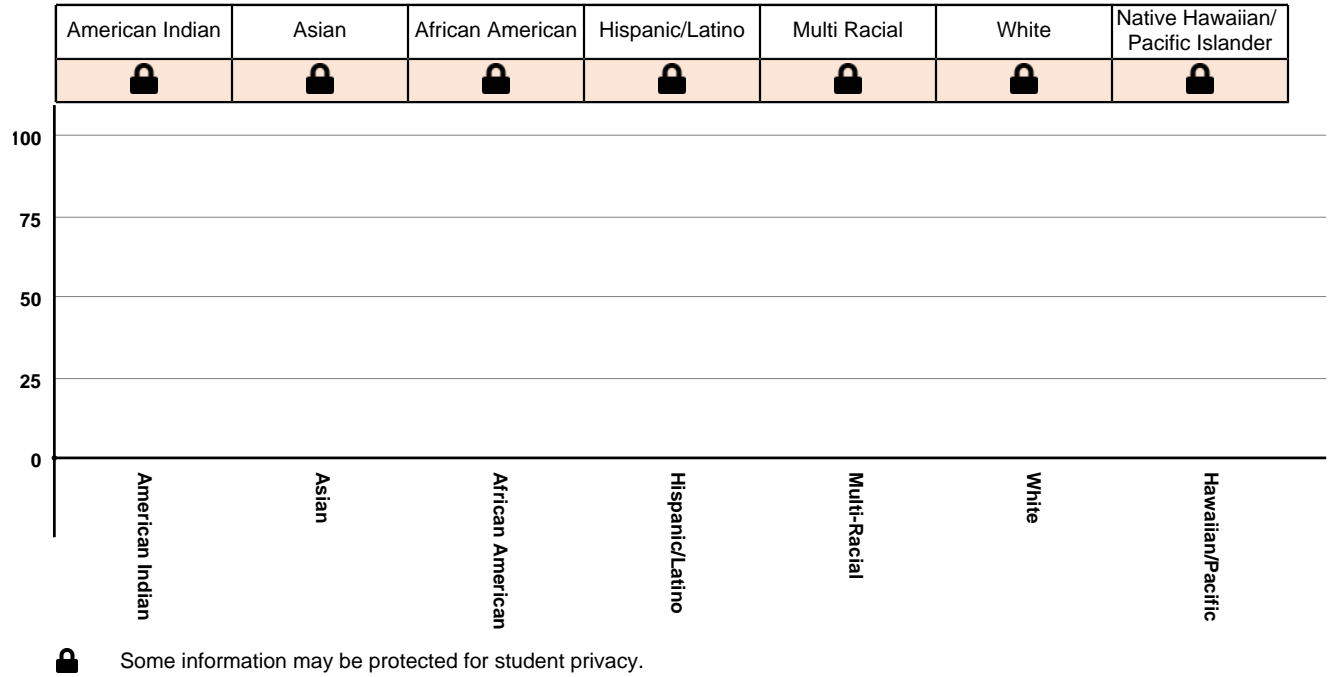 American Indian Asian African American Hispanic/Latino Multi Racial White Native Hawaiian/
Pacific Islander
100
75
50
25
0
American Indian
Asian
African American
Hispanic/Latino
Multi-Racial
White
Hawaiian/Pacific
Some information may be protected for student privacy.